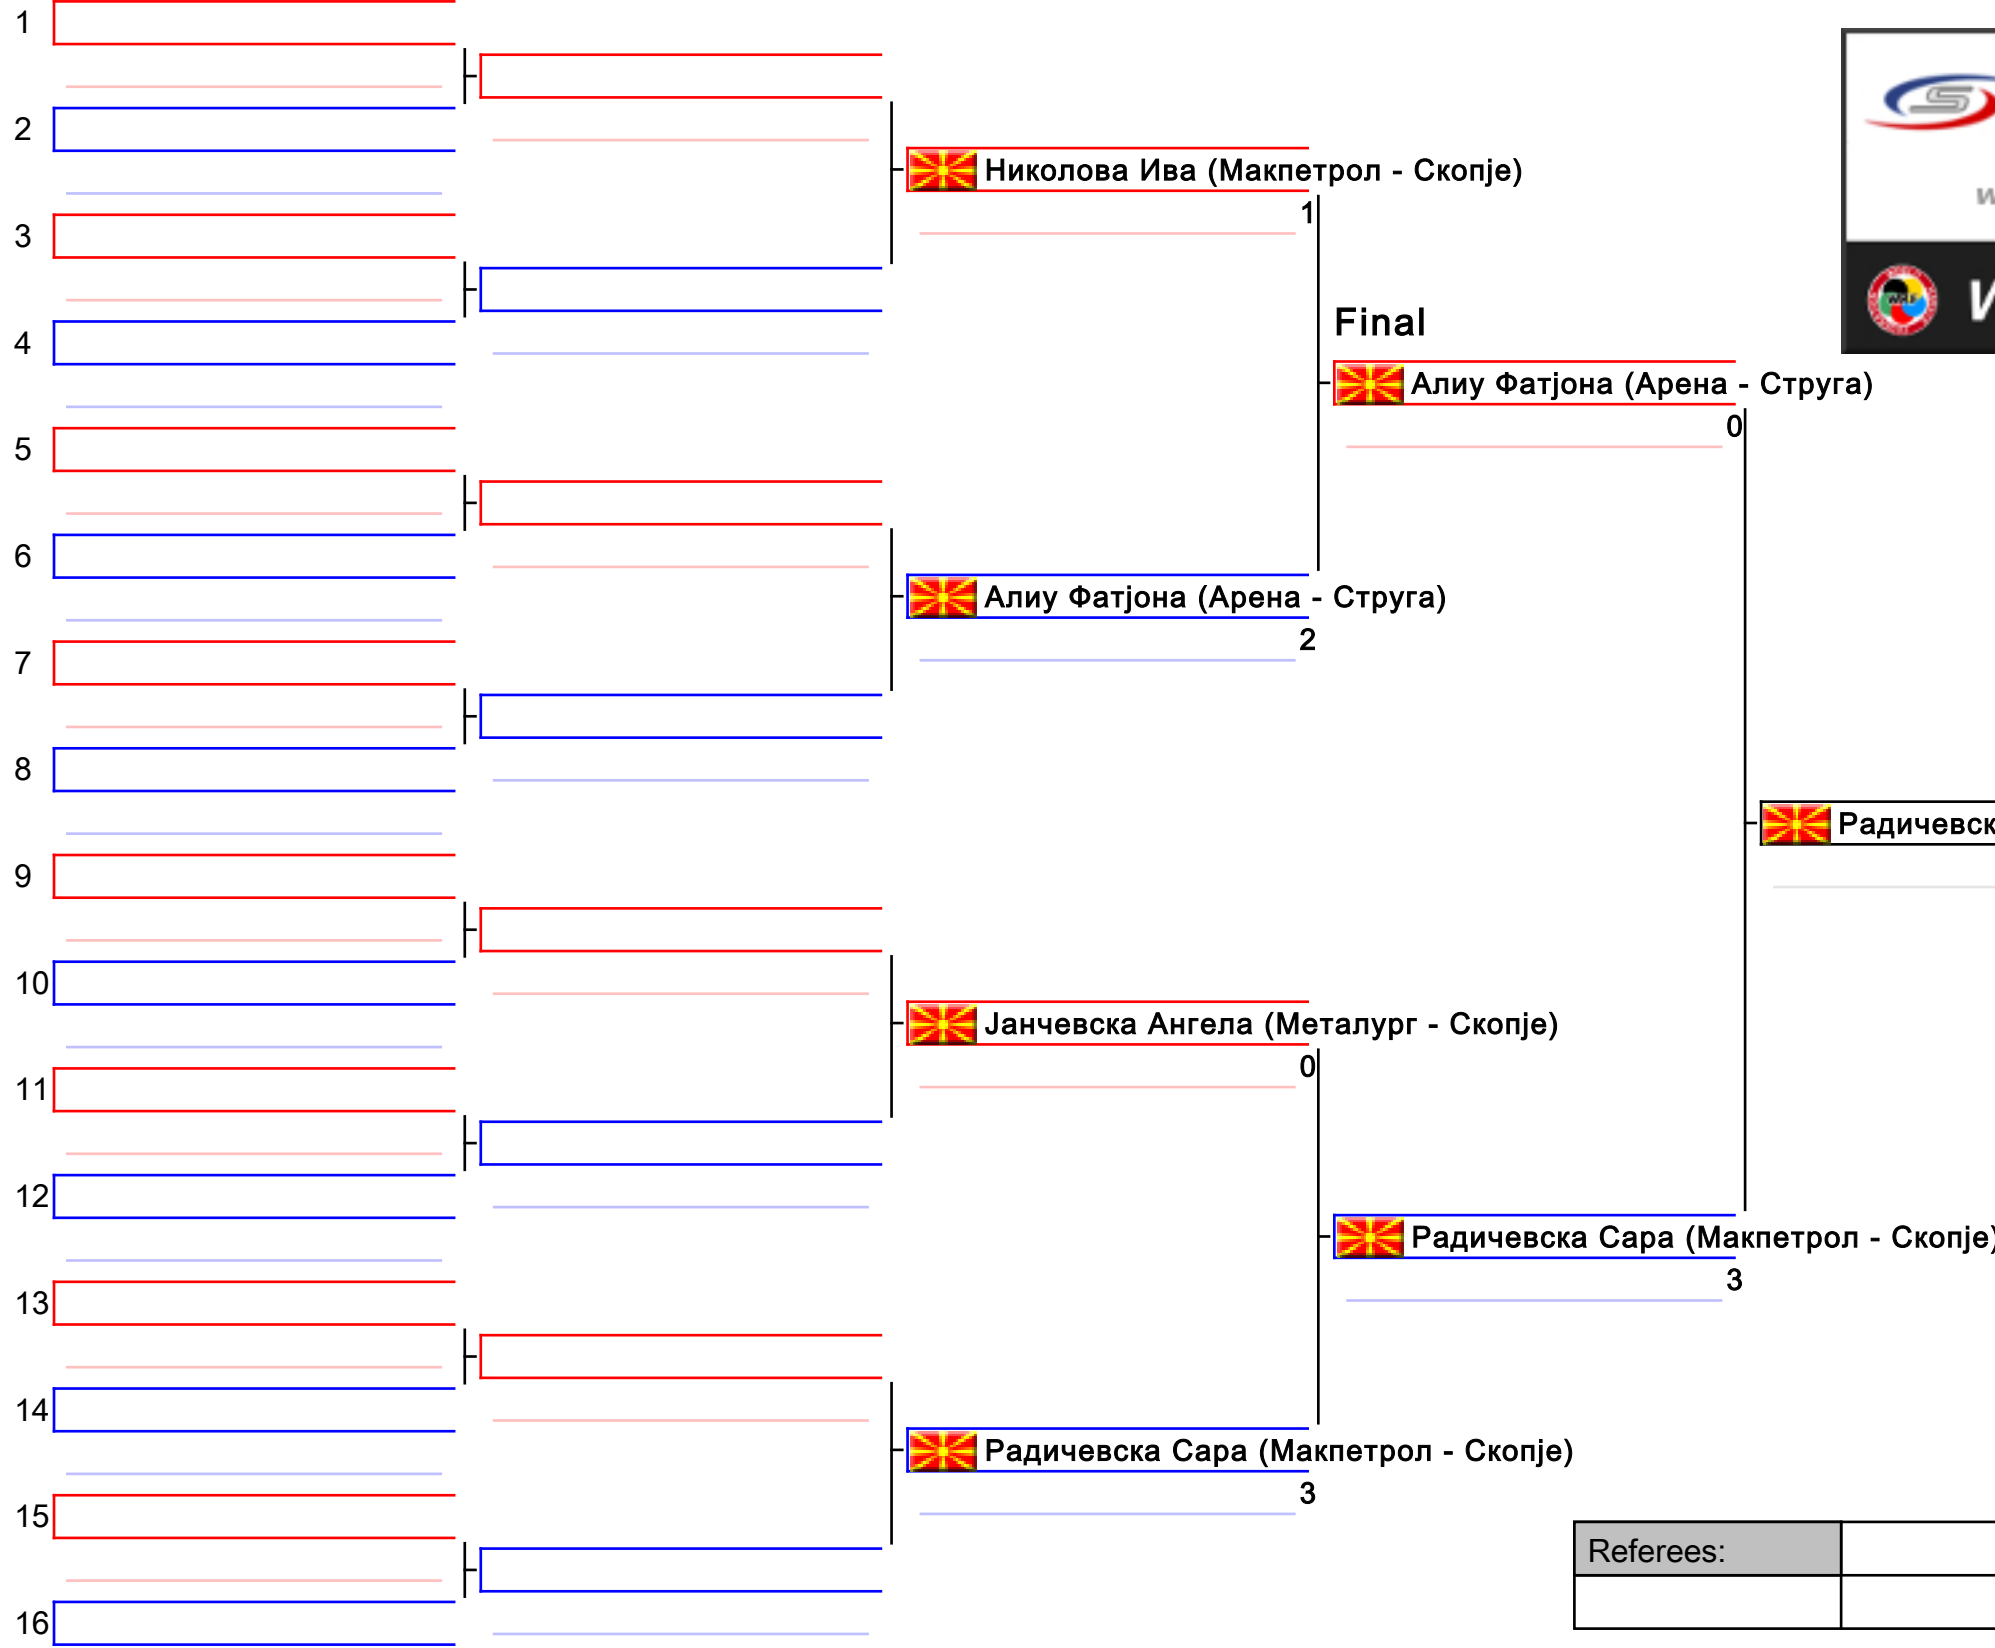 1
2
Николова Ива (Макпетрол - Скопје)
1
3
Final
4
Алиу Фатјона (Арена - Струга)
0
5
6
Алиу Фатјона (Арена - Струга)
2
7
8
Радичевск
9
10
Јанчевска Ангела (Металург - Скопје)
0
11
12
Радичевска Сара (Макпетрол - Скопје)
3
13
14
Радичевска Сара (Макпетрол - Скопје)
3
15
Referees:
16